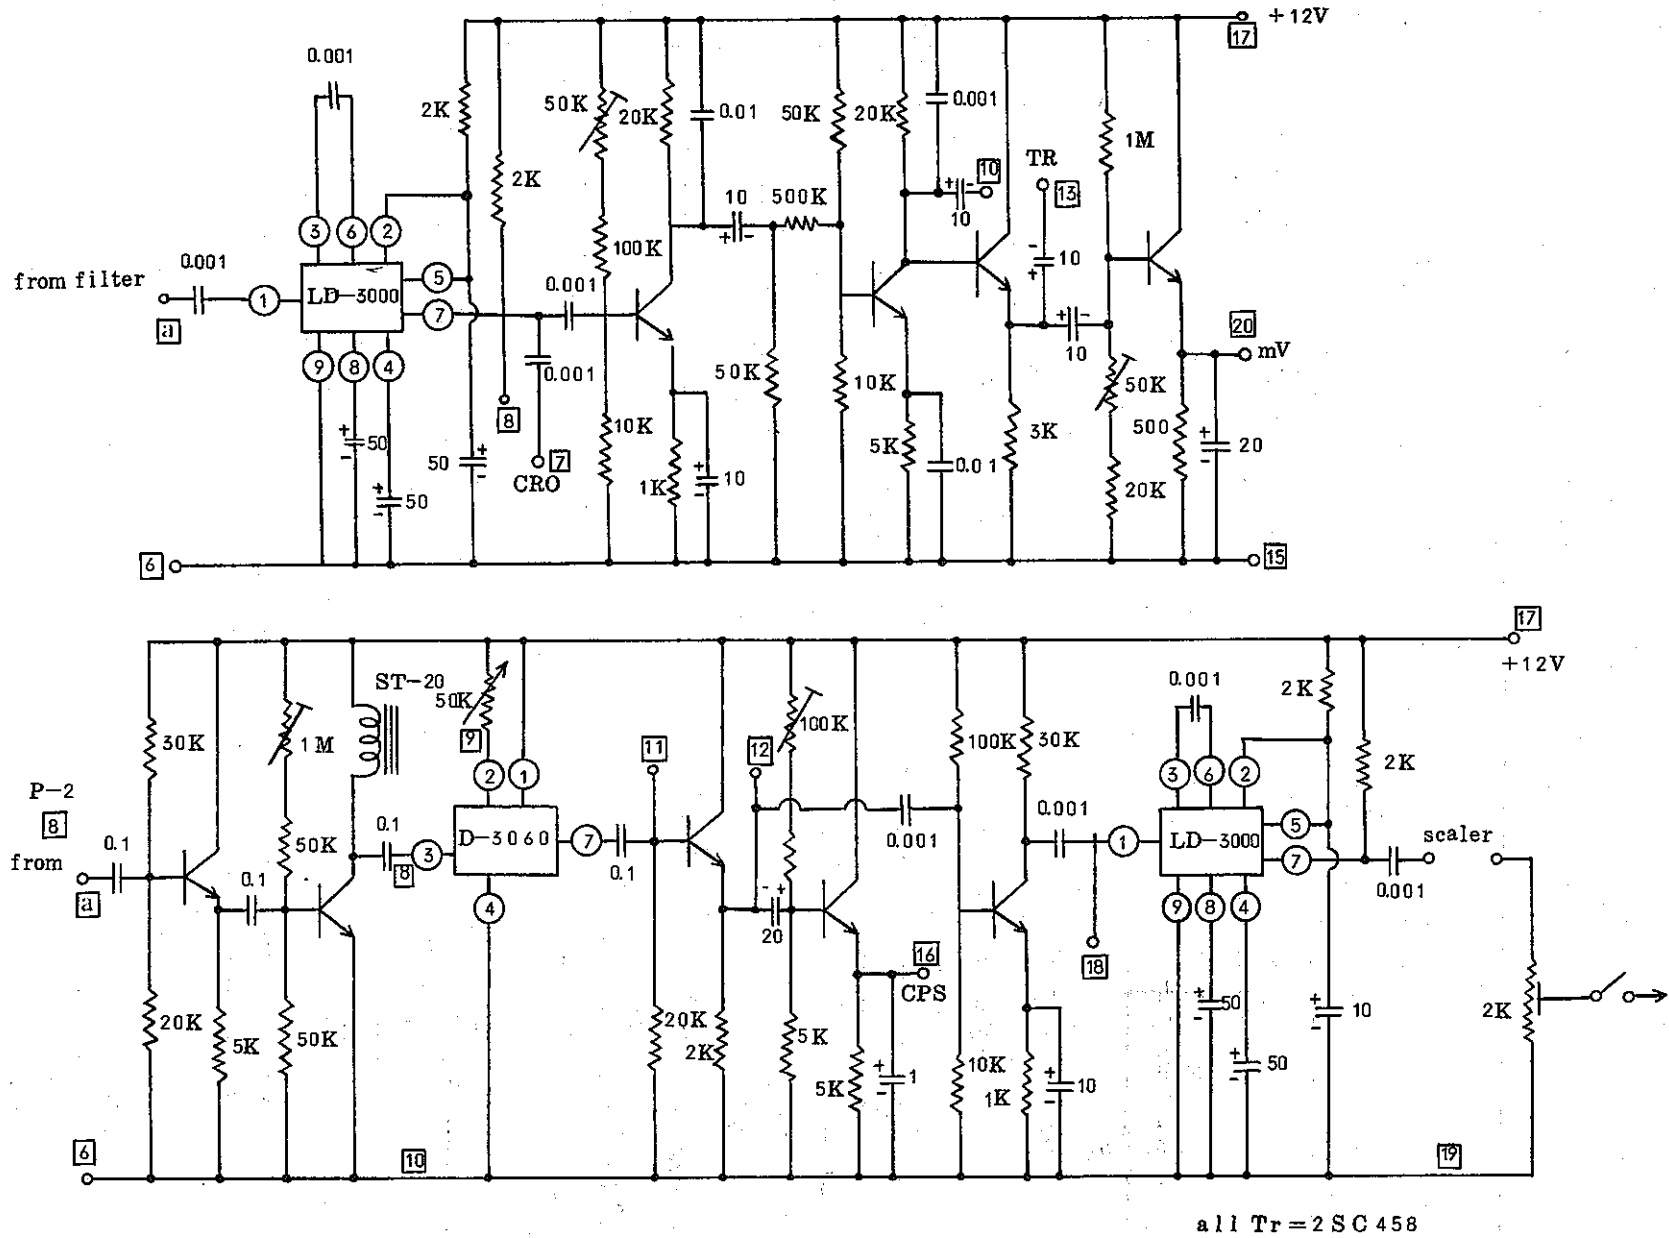 +12V
17
0.001
2K
50K
20K
0.01
50K
20K
0.001
1M
2K
TR
10
13
10
500K
10
3
6
2
100K
10
from filter
0.001
5
LD-3000
1
0.001
7
a
10
20
mV
9
8
4
0.001
50K
10K
50K
8
10K
3K
500
50
50
7
5K
20
CRO
1K
10
0.01
20K
50
6
15
17
+12V
ST-20
0.001
2K
50K
30K
1M
9
11
12
100K
100K
30K
2K
P-2
2
1
3
6
2
8
0.1
0.001
5
scaler
0.1
50K
3
D-3060
7
0.001
1
LD-3000
7
from
8
0.1
0.001
a
0.1
4
9
8
4
20
16
18
CPS
20K
5K
50K
20K
2K
5K
50
10
2K
5K
1
10K
1K
10
50
6
10
19
all Tr=2SC458